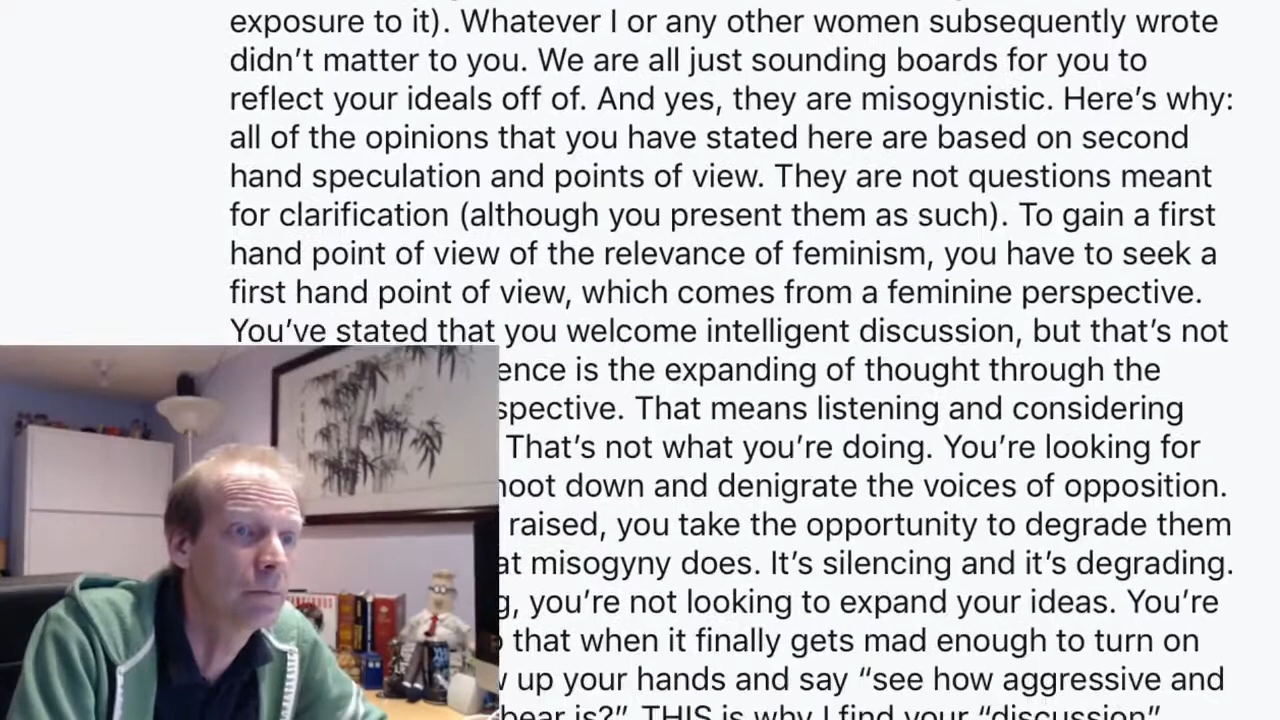 exposure to it). Whatever I or any other women subsequently wrote
didn’t matter to you. We are all just sounding boards for you to
reflect your ideals off of. And yes, they are misogynistic. Here’s why:
all of the opinions that you have stated here are based on second
hand speculation and points of view. They are not questions meant
for clarification (although you present them as such). To gain a first
hand point of view of the relevance of feminism, you have to seek a
first hand point of view, which comes from a feminine perspective.
You’ve stated that you welcome intelligent discussion, but that’s not
ence is the expanding of thought through the
spective. That means listening and considering
That’s not what you’re doing. You’re looking for
hoot down and denigrate the voices of opposition.
raised, you take the opportunity to degrade them
at misogyny does. It’s silencing and it’s degrading.
g, you’re not looking to expand your ideas. You’re
that when it finally gets mad enough to turn on
w up your hands and say “see how aggressive and
bear is?”. THIS is why I find your “discussion”